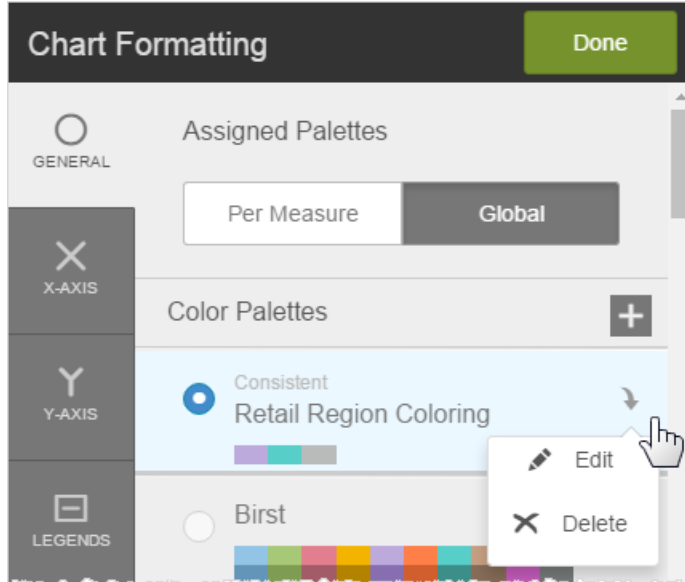 Chart Formatting
Done
GENERAL
Assigned Palettes
Per Measure
Global
X-AXIS
Color Palettes
Consistent
Retail Region Coloring
Y-AXIS
Edit
Delete
Birst
LEGENDS